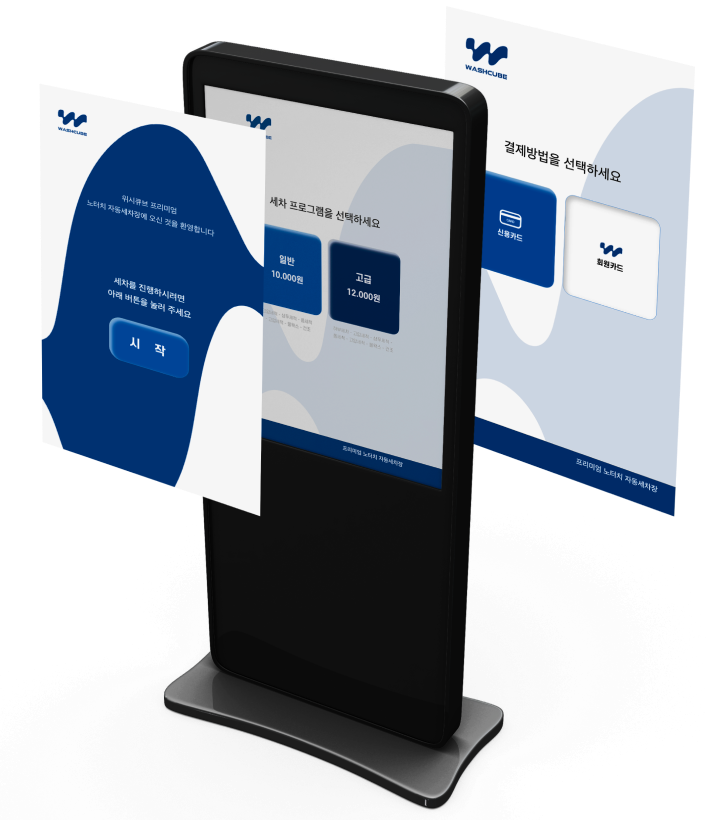 WASHCUBE
워시큐브 프리미엄
노터치 자동세차장에 오신 것을 환영합니다
세차를 진행하시려면
아래 버튼을 눌러 주세요
시 작
세차 프로그램을 선택하세요
일반
10.000원
고급
12.000원
프리미엄 노터치 자동세차장
WASHCUBE
결제방법을 선택하세요
신용카드
회원카드
프리미엄 노터치 자동세차장